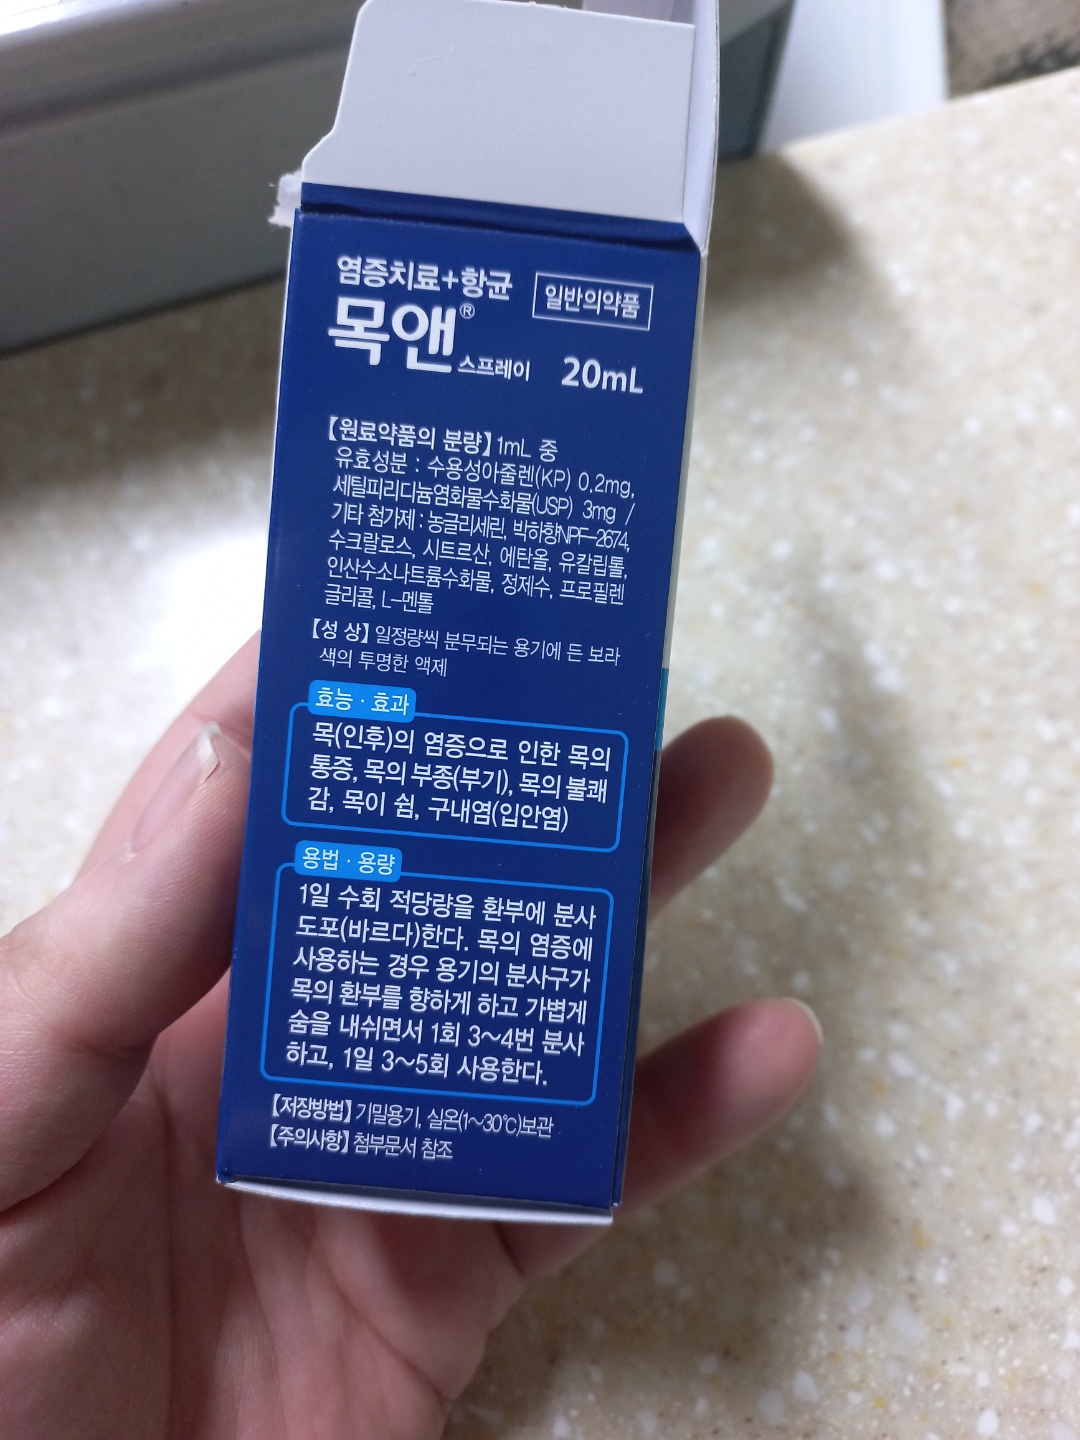 염증치료+항균
일반의약품
목앤®
스프레이 20mL
【원료약품의 분량】1mL 중
유효성분 : 수용성아줄렌(KP) 0.2mg,
세틸피리디늄염화물수화물(USP) 3mg /
기타 첨가제 : 농글리세린, 박하향NPF-2674,
수크랄로스, 시트르산, 에탄올, 유칼립톨,
인산수소나트륨수화물, 정제수, 프로필렌
글리콜, L-멘톨
【성 상】일정량씩 분무되는 용기에 든 보라
색의 투명한 액제
효능 · 효과
목(인후)의 염증으로 인한 목의
통증, 목의 부종(부기), 목의 불쾌
감, 목이 쉼, 구내염(입안염)
용법 · 용량
1일 수회 적당량을 환부에 분사
도포(바르다)한다. 목의 염증에
사용하는 경우 용기의 분사구가
목의 환부를 향하게 하고 가볍게
숨을 내쉬면서 1회 3~4번 분사
하고, 1일 3~5회 사용한다.
【저장방법】기밀용기, 실온(1~30℃)보관
【주의사항】첨부문서 참조